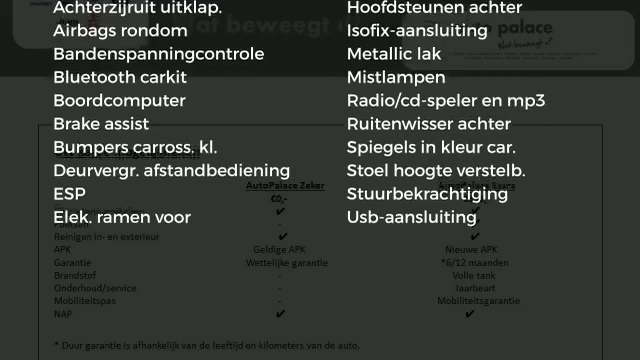 Achterzijruit uitklap.
Airbags rondom
Bandenspanningcontrole
Bluetooth carkit
Boordcomputer
Brake assist
Bumpers carross. kl.
Deurvergr. afstandbediening
ESP
Elek. ramen voor
Hoofdsteunen achter
Isofix-aansluiting
Metallic lak
Mistlampen
Radio/cd-speler en mp3
Ruitenwisser achter
Spiegels in kleur car.
Stoel hoogte verstelb.
Stuurbekrachtiging
Usb-aansluiting
at beweegt
palace
AutoPalace Zeker
€0,-
Reinigen in- en exterieur ✔ ✔
APK Geldige APK Nieuwe APK
Garantie Wettelijke garantie *6/12 maanden
Brandstof - Volle tank
Onderhoud/service - Jaarbeurt
Mobiliteitspas - Mobiliteitsgarantie
NAP ✔ ✔
* Duur garantie is afhankelijk van de leeftijd en kilometers van de auto.